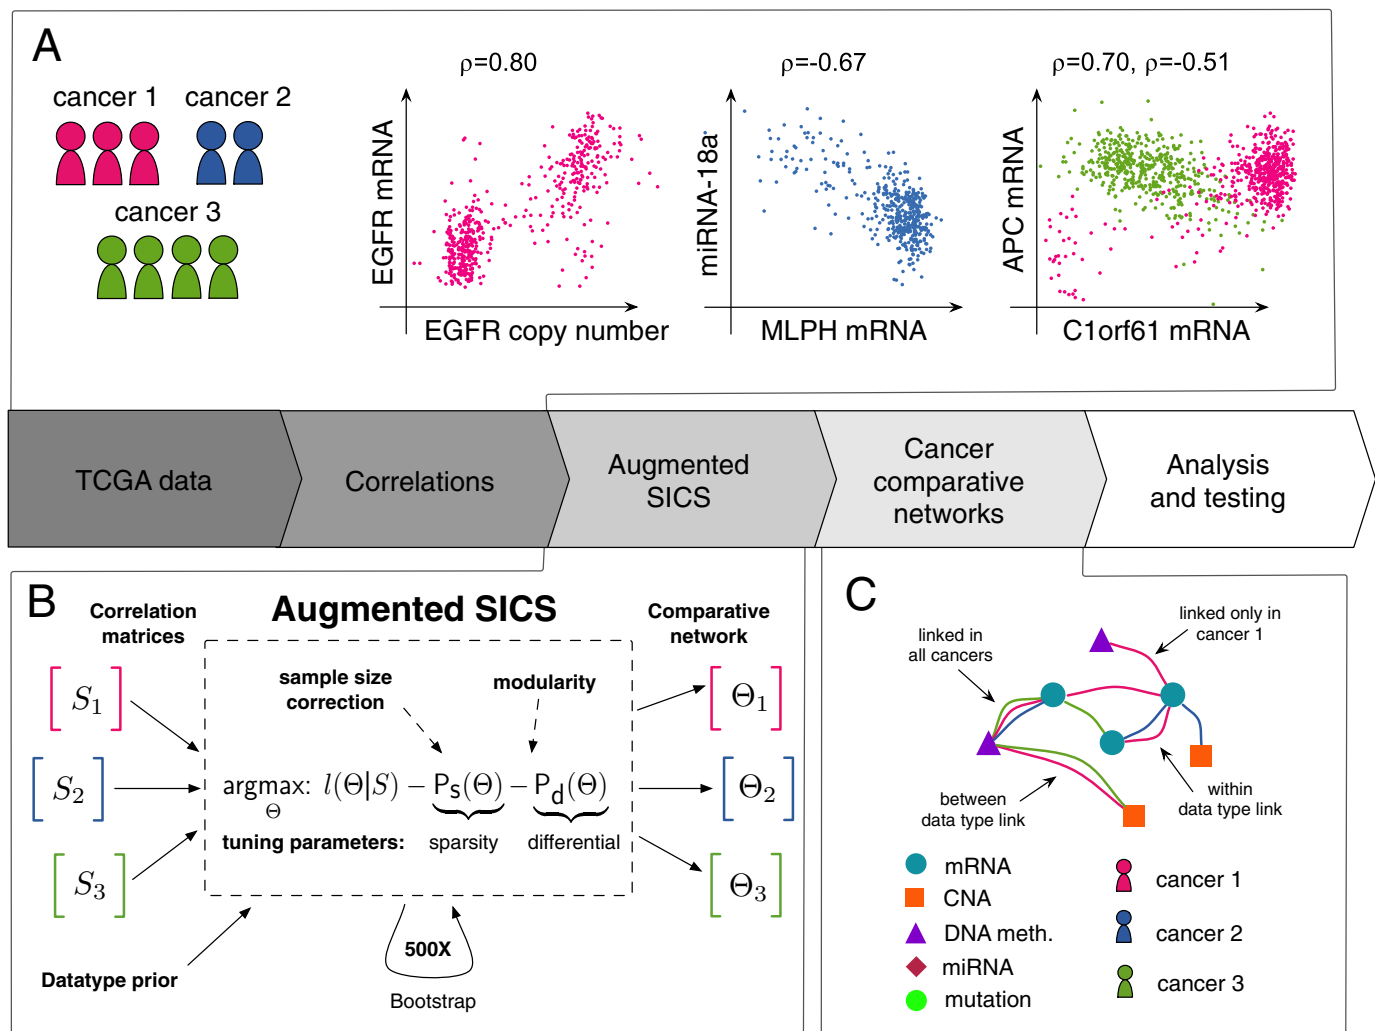 A
cancer 1
cancer 2
cancer 3
ρ=0.80
EGFR mRNA
EGFR copy number
ρ=-0.67
miRNA-18a
MLPH mRNA
ρ=0.70, ρ=-0.51
APC mRNA
C1orf61 mRNA
TCGA data
Correlations
Augmented
SICS
Cancer
comparative
networks
Analysis
and testing
B
Augmented SICS
Correlation
matrices
S1
S2
S3
Datatype prior
sample size
correction
modularity
argmax: l(Θ|S) − Ps(Θ) − Pd(Θ)
Θ
tuning parameters: sparsity differential
500X
Bootstrap
Comparative
network
Θ1
Θ2
Θ3
C
linked in
all cancers
linked only in
cancer 1
between
data type link
within
data type link
mRNA
CNA
DNA meth.
miRNA
mutation
cancer 1
cancer 2
cancer 3